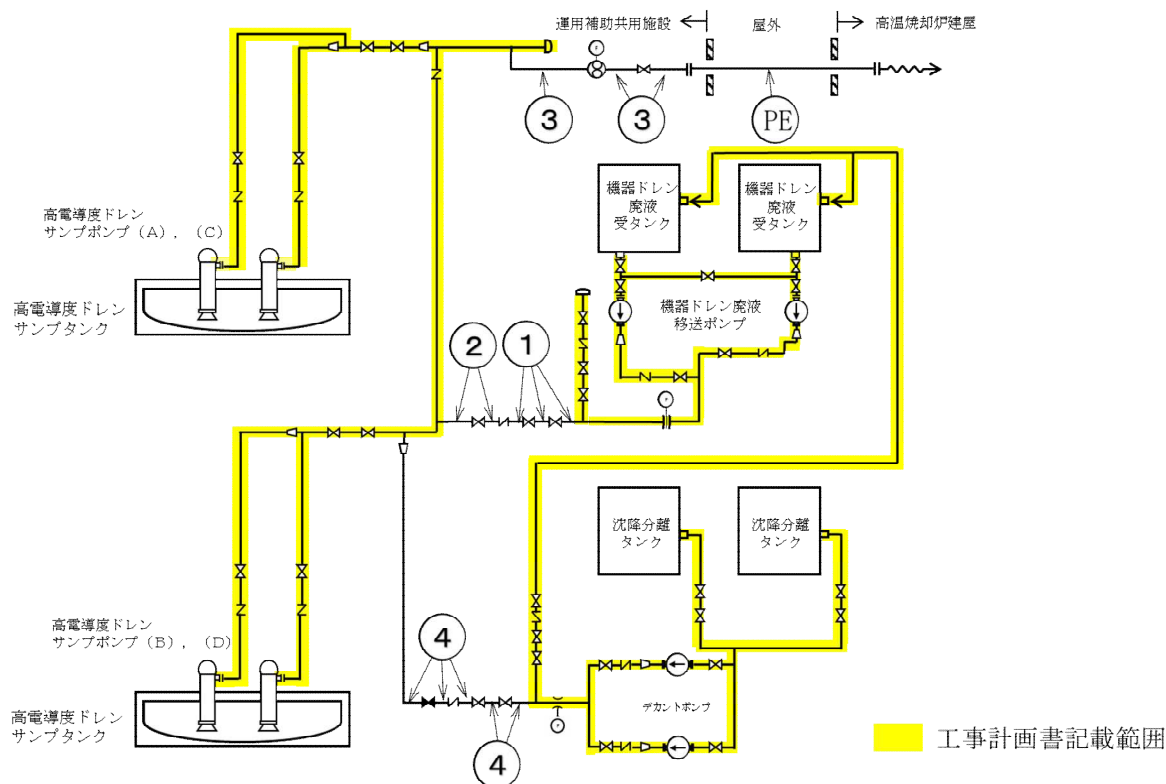 運用補助共用施設
屋外
高温焼却炉建屋
F
3
3
PE
高電導度ドレン
サンプポンプ(A),(C)
高電導度ドレン
サンプタンク
機器ドレン
廃液
受タンク
機器ドレン
廃液
受タンク
機器ドレン廃液
移送ポンプ
2
1
F
沈降分離
タンク
沈降分離
タンク
高電導度ドレン
サンプポンプ(B),(D)
高電導度ドレン
サンプタンク
4
4
F
デカントポンプ
工事計画書記載範囲